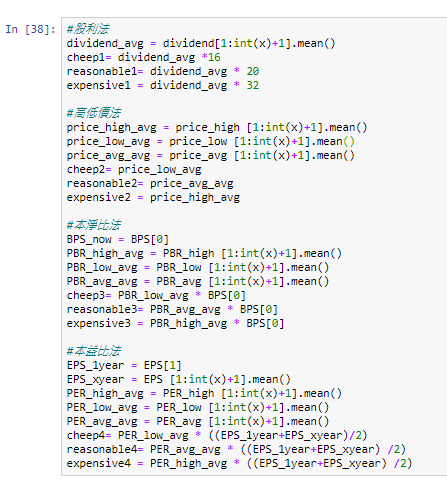 In [38]:
#股利法
dividend_avg = dividend[1:int(x)+1].mean()
cheep1= dividend_avg *16
reasonable1= dividend_avg * 20
expensive1 = dividend_avg * 32
#高低價法
price_high_avg = price_high [1:int(x)+1].mean()
price_low_avg = price_low [1:int(x)+1].mean()
price_avg_avg = price_avg [1:int(x)+1].mean()
cheep2= price_low_avg
reasonable2= price_avg_avg
expensive2 = price_high_avg
#本淨比法
BPS_now = BPS[0]
PBR_high_avg = PBR_high [1:int(x)+1].mean()
PBR_low_avg = PBR_low [1:int(x)+1].mean()
PBR_avg_avg = PBR_avg [1:int(x)+1].mean()
cheep3= PBR_low_avg * BPS[0]
reasonable3= PBR_avg_avg * BPS[0]
expensive3 = PBR_high_avg * BPS[0]
#本益比法
EPS_1year = EPS[1]
EPS_xyear = EPS [1:int(x)+1].mean()
PER_high_avg = PER_high [1:int(x)+1].mean()
PER_low_avg = PER_low [1:int(x)+1].mean()
PER_avg_avg = PER_avg [1:int(x)+1].mean()
cheep4= PER_low_avg * ((EPS_1year+EPS_xyear)/2)
reasonable4= PER_avg_avg * ((EPS_1year+EPS_xyear) /2)
expensive4 = PER_high_avg * ((EPS_1year+EPS_xyear) /2)